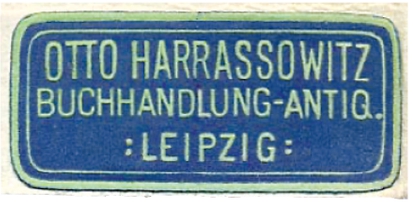 OTTO HARRASSOWITZ
BUCHHANDLUNG-ANTIQ.
:LEIPZIG: